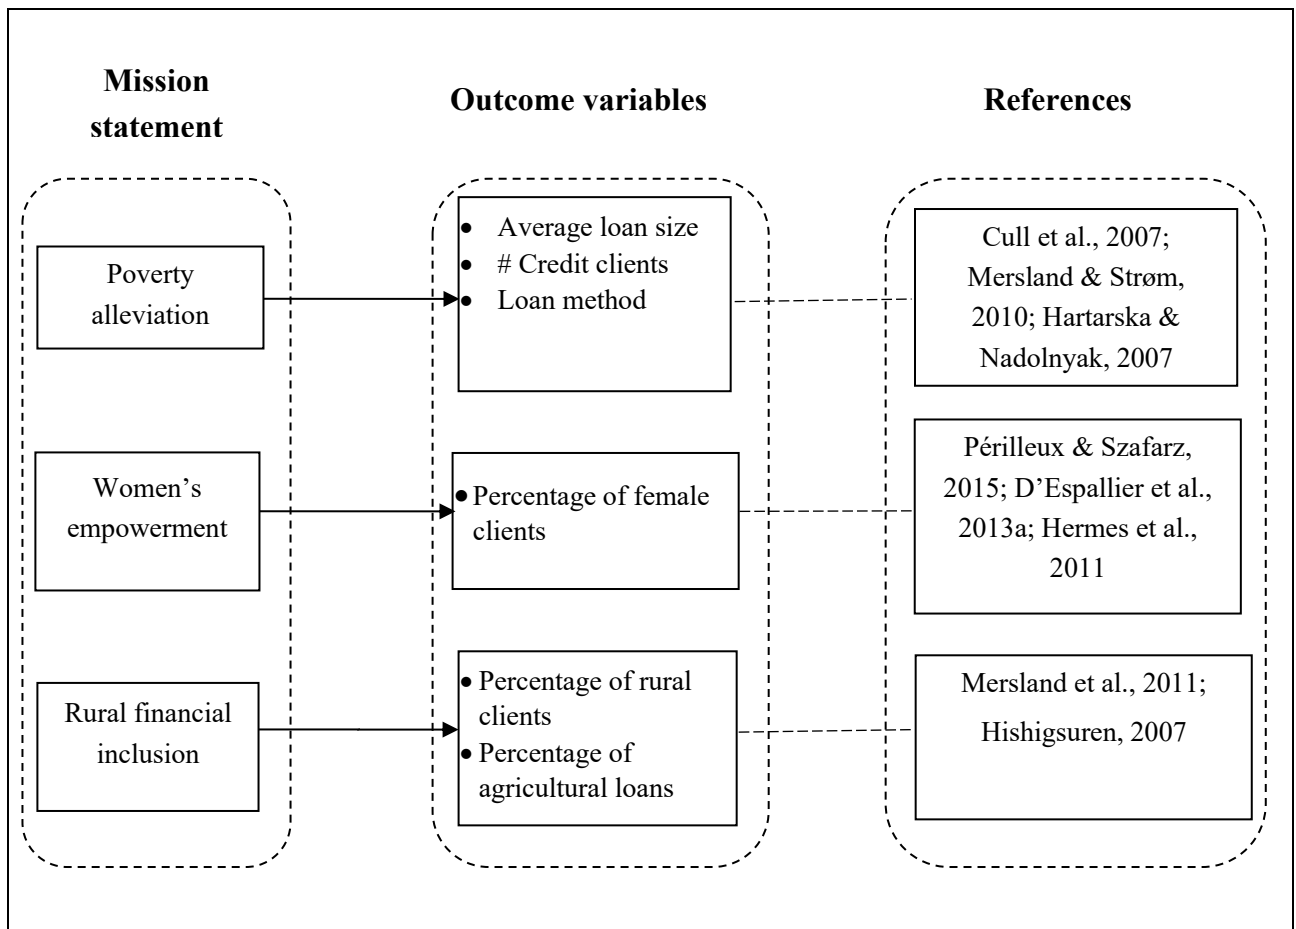 Mission
statement
Outcome variables
References
Poverty
alleviation
• Average loan size
• # Credit clients
• Loan method
Cull et al., 2007;
Mersland & Strøm,
2010; Hartarska &
Nadolnyak, 2007
Women’s
empowerment
• Percentage of female
clients
Périlleux & Szafarz,
2015; D’Espallier et al.,
2013a; Hermes et al.,
2011
Rural financial
inclusion
• Percentage of rural
clients
• Percentage of
agricultural loans
Mersland et al., 2011;
Hishigsuren, 2007